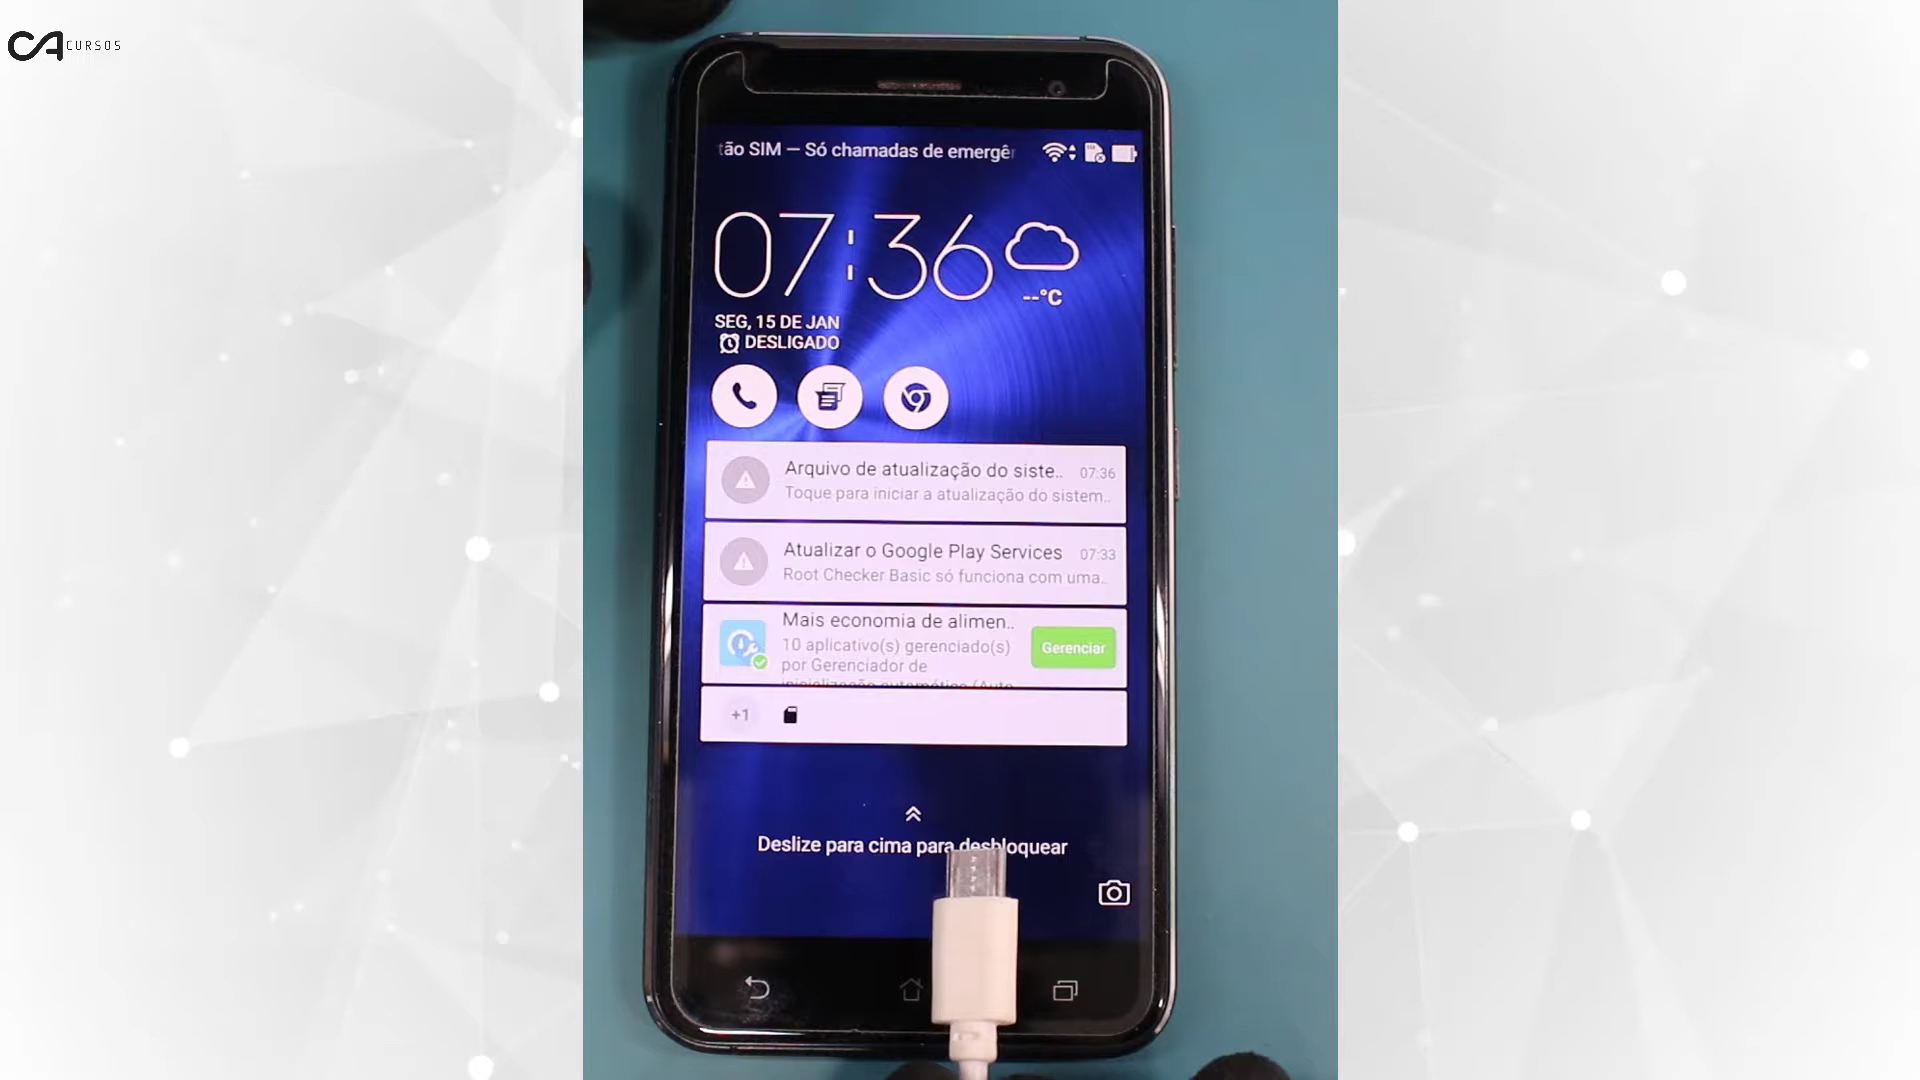 CA CURSOS
tão SIM — Só chamadas de emergê
07:36
--°C
SEG, 15 DE JAN
DESLIGADO
Arquivo de atualização do siste.. 07:36
Toque para iniciar a atualização do sistem..
Atualizar o Google Play Services 07:33
Root Checker Basic só funciona com uma..
Mais economia de alimen..
10 aplicativo(s) gerenciado(s)
por Gerenciador de
inicialização automática (Auto
Gerenciar
+1
Deslize para cima para desbloquear